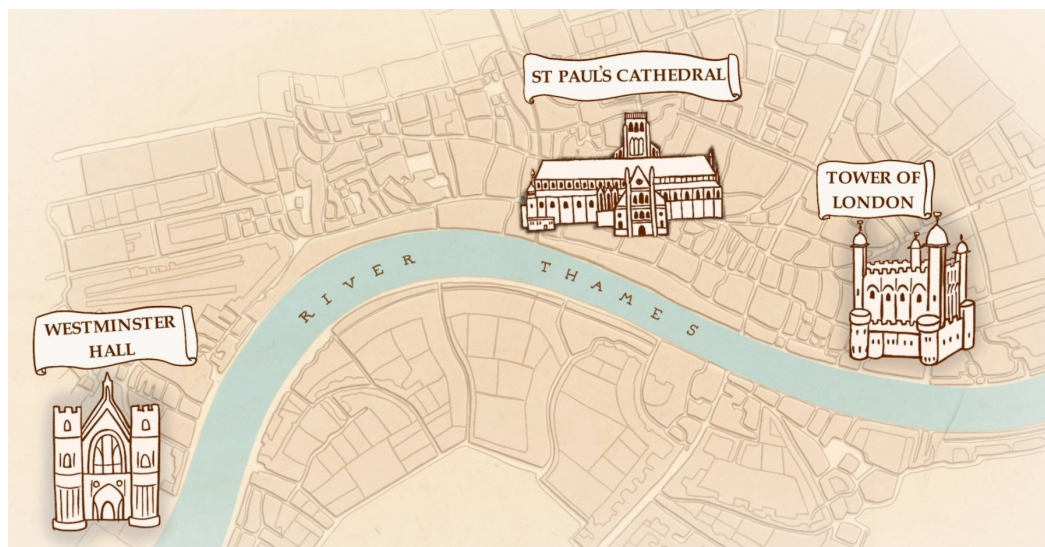 ST PAUL'S CATHEDRAL
TOWER OF
LONDON
RIVER THAMES
WESTMINSTER
HALL